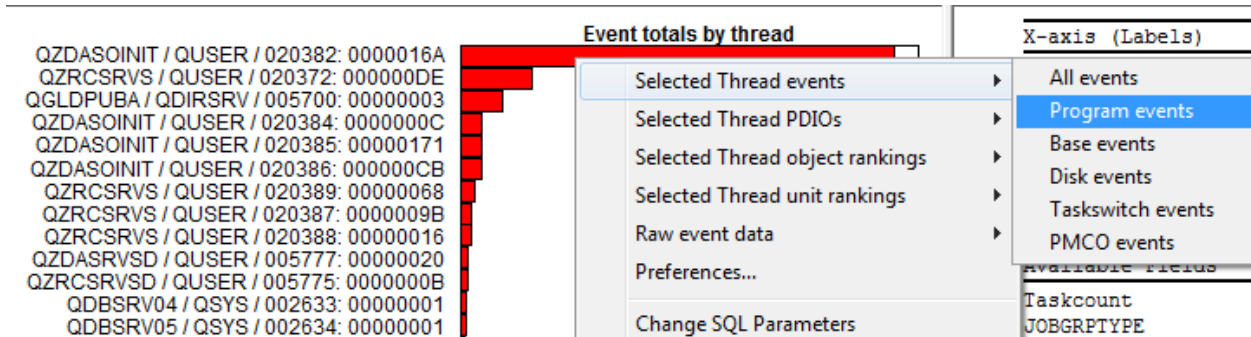 Event totals by thread
QZDASOINIT / QUSER / 020382: 0000016A
QZRCSRVS / QUSER / 020372: 000000DE
QGLDPUBA / QDIRSRV / 005700: 00000003
QZDASOINIT / QUSER / 020384: 0000000C
QZDASOINIT / QUSER / 020385: 00000171
QZDASOINIT / QUSER / 020386: 000000CB
QZRCSRVS / QUSER / 020389: 00000068
QZRCSRVS / QUSER / 020387: 0000009B
QZRCSRVS / QUSER / 020388: 00000016
QZDASRVSD / QUSER / 005777: 00000020
QZRCSRVSD / QUSER / 005775: 0000000B
QDBSRV04 / QSYS / 002633: 00000001
QDBSRV05 / QSYS / 002634: 00000001
Selected Thread events
Selected Thread PDIOs
Selected Thread object rankings
Selected Thread unit rankings
Raw event data
Preferences...
Change SQL Parameters
X-axis (Labels)
All events
Program events
Base events
Disk events
Taskswitch events
PMCO events
Available Fields
Taskcount
JOBGRPTYPE